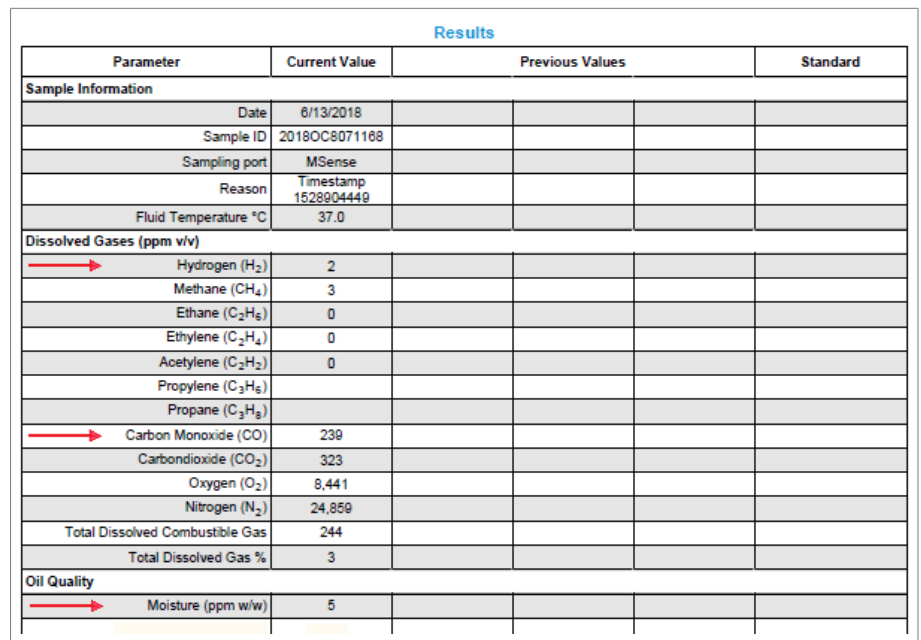 Results
Parameter Current Value Previous Values Standard
Sample Information
Date 6/13/2018
Sample ID 2018OC8071168
Sampling port MSense
Reason Timestamp 1528904449
Fluid Temperature °C 37.0
Dissolved Gases (ppm v/v)
Hydrogen (H₂) 2
Methane (CH₄) 3
Ethane (C₂H₆) 0
Ethylene (C₂H₄) 0
Acetylene (C₂H₂) 0
Propylene (C₃H₆)
Propane (C₃H₈)
Carbon Monoxide (CO) 239
Carbondioxide (CO₂) 323
Oxygen (O₂) 8,441
Nitrogen (N₂) 24,859
Total Dissolved Combustible Gas 244
Total Dissolved Gas % 3
Oil Quality
Moisture (ppm w/w) 5